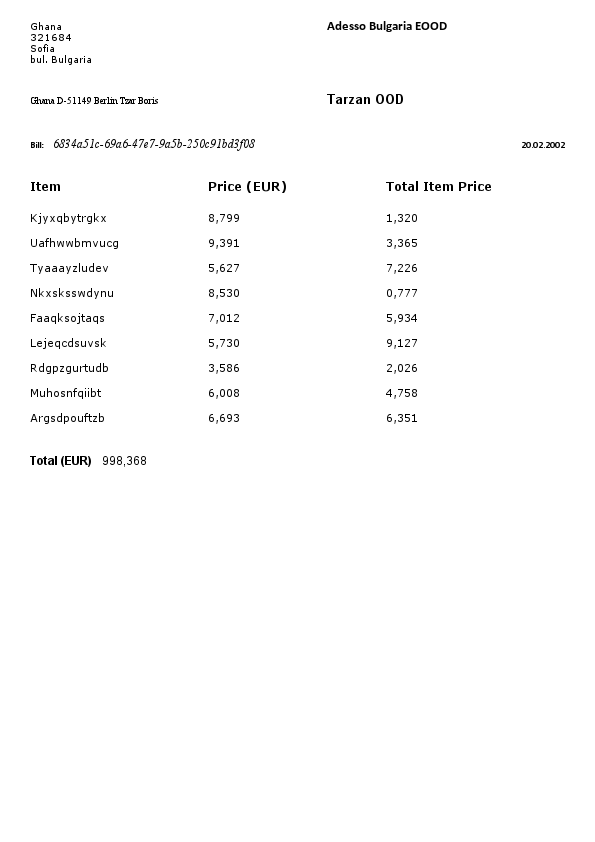 Ghana
321684
Sofia
bul. Bulgaria
Adesso Bulgaria EOOD
Ghana D-51149 Berlin Tzar Boris
Tarzan OOD
Bill: 6834a51c-69a6-47e7-9a5b-250c91bd3f08 20.02.2002
Item Price (EUR) Total Item Price
Kjyxqbytrgkx 8,799 1,320
Uafhwwbmvucg 9,391 3,365
Tyaaayzludev 5,627 7,226
Nkxsksswdynu 8,530 0,777
Faaqksojtaqs 7,012 5,934
Lejeqcdsuvsk 5,730 9,127
Rdgpzgurtudb 3,586 2,026
Muhosnfqiibt 6,008 4,758
Argsdpouftzb 6,693 6,351
Total (EUR) 998,368